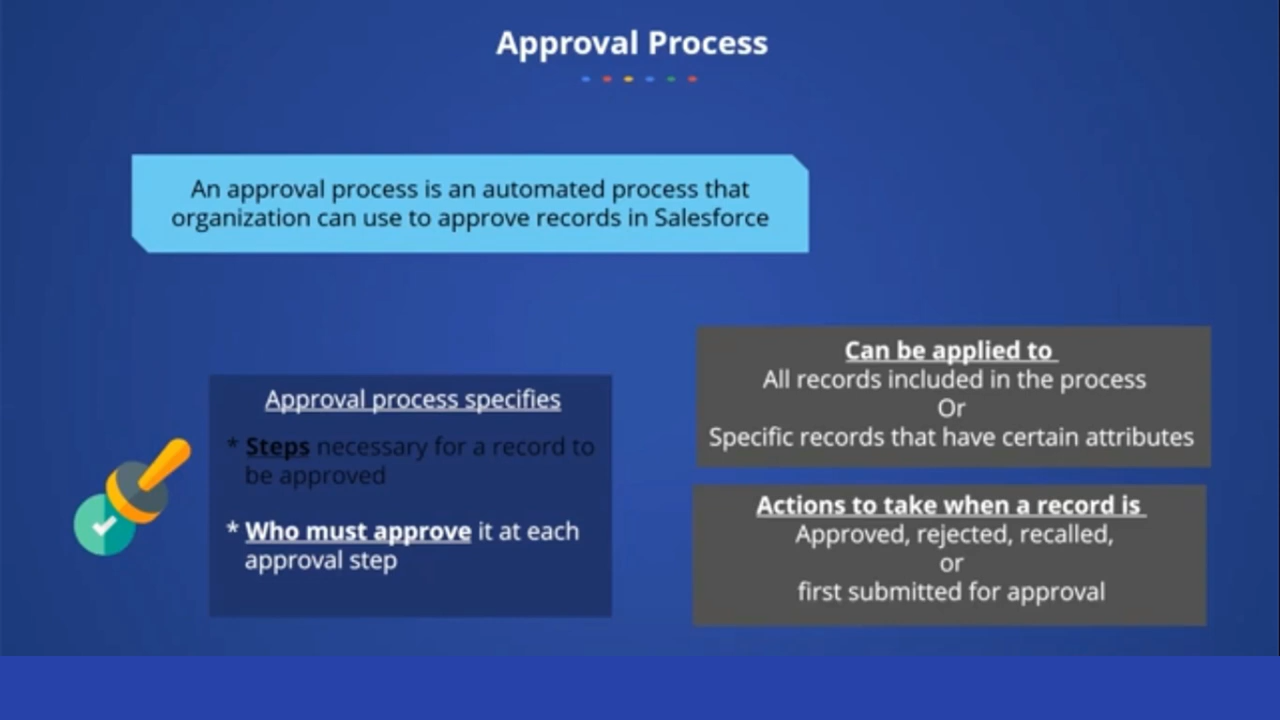 Approval Process
An approval process is an automated process that
organization can use to approve records in Salesforce
Approval process specifies
* Steps necessary for a record to
be approved
* Who must approve it at each
approval step
Can be applied to
All records included in the process
Or
Specific records that have certain attributes
Actions to take when a record is
Approved, rejected, recalled,
or
first submitted for approval